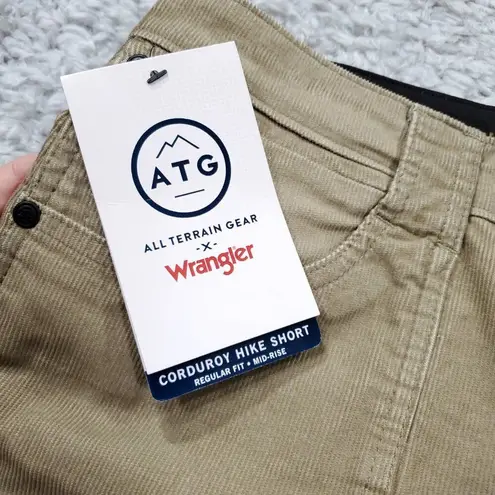 ATG
ALL TERRAIN GEAR
-X-
Wrangler
CORDUROY HIKE SHORT
REGULAR FIT • MID-RISE